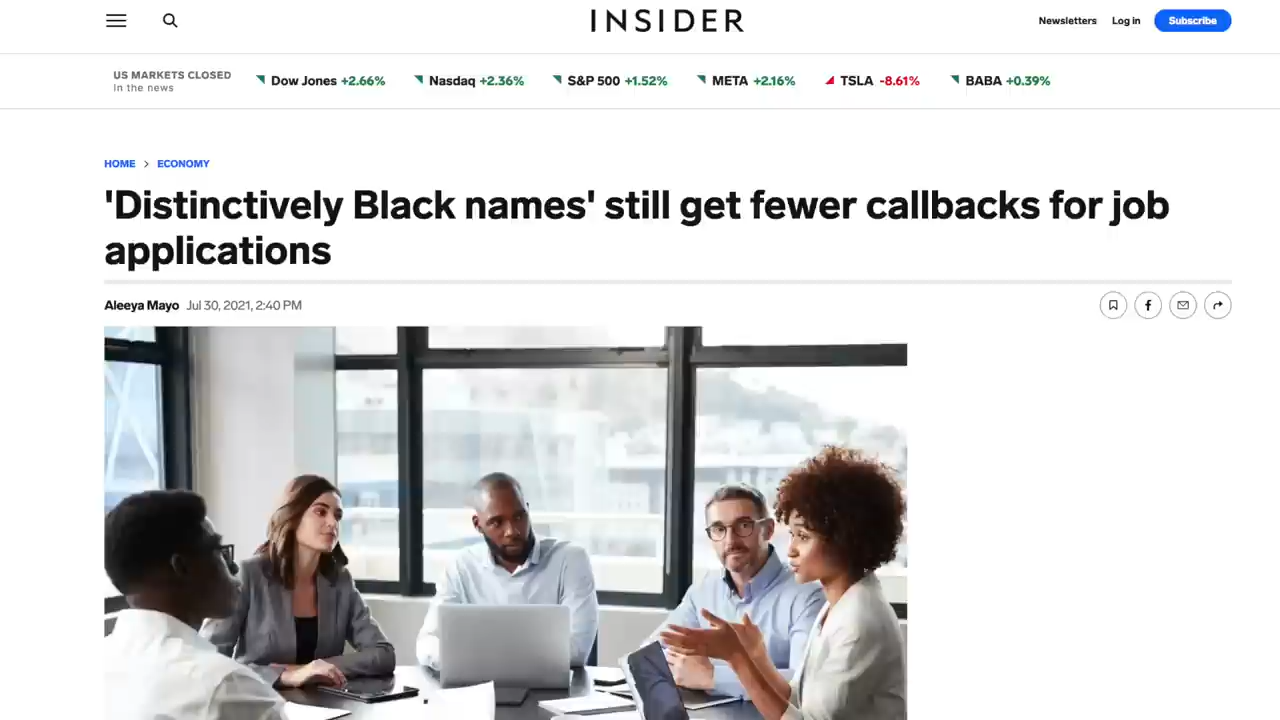 INSIDER
Newsletters Log in Subscribe
US MARKETS CLOSED
In the news
Dow Jones +2.66% Nasdaq +2.36% S&P 500 +1.52% META +2.16% TSLA -8.61% BABA +0.39%
HOME > ECONOMY
'Distinctively Black names' still get fewer callbacks for job
applications
Aleeya Mayo Jul 30, 2021, 2:40 PM